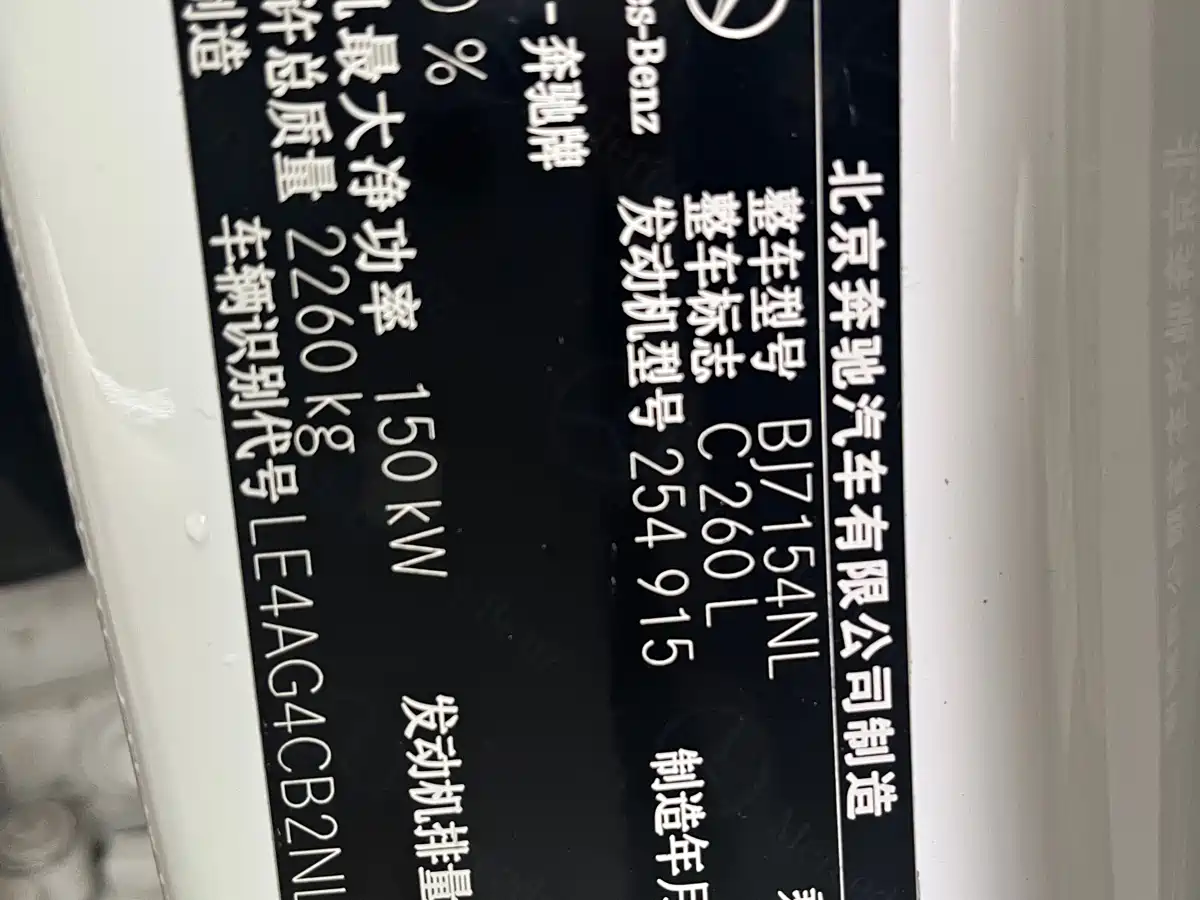 北京奔驰汽车有限公司制造
整车型号 BJ7154NL
整车标志 C 260 L
es-Benz 发动机型号 254 915 制造年月
奔驰牌
% 
最大净功率 150 kW 发动机排量
许总质量 2260 kg
制造 车辆识别代号 LE4AG4CB2NL